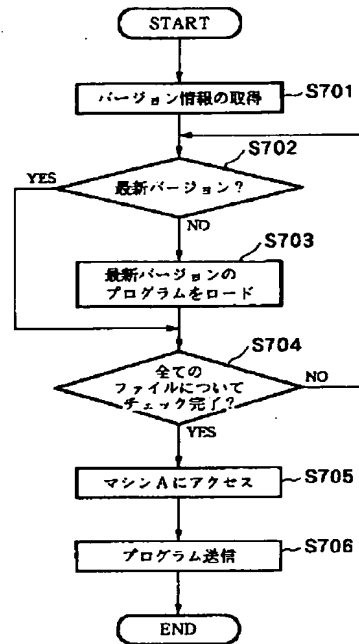 START
バージョン情報の取得
S701
S702
最新バージョン？
YES
NO
S703
最新バージョンの
プログラムをロード
S704
全ての
ファイルについて
チェック完了？
NO
YES
マシンAにアクセス
S705
プログラム送信
S706
END